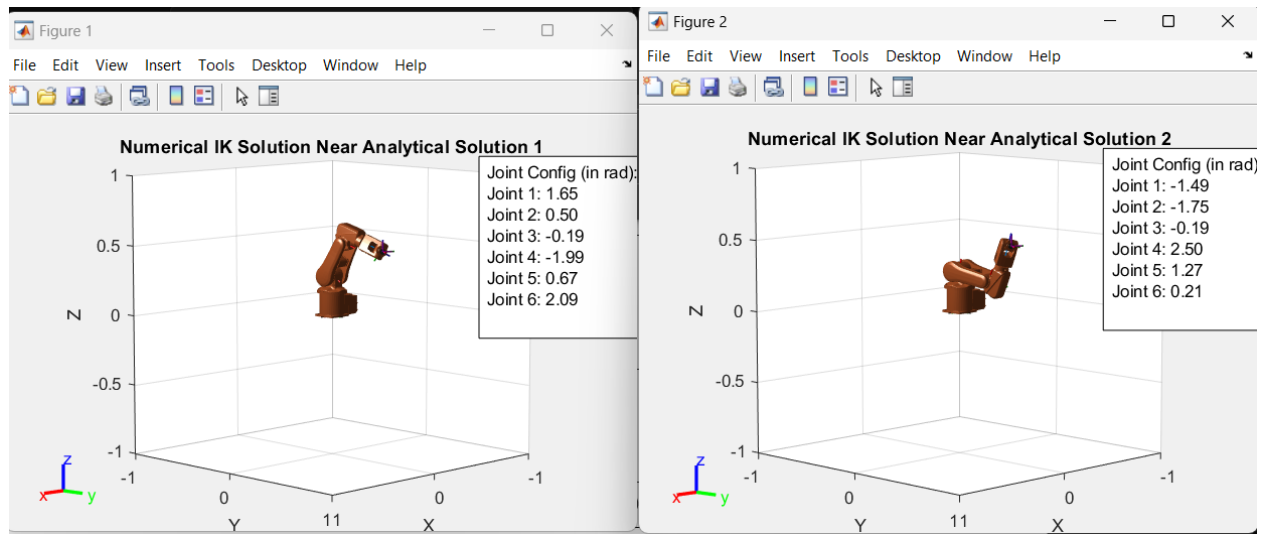 Figure 1
File Edit View Insert Tools Desktop Window Help
Numerical IK Solution Near Analytical Solution 1
Joint Config (in rad):
Joint 1: 1.65
Joint 2: 0.50
Joint 3: -0.19
Joint 4: -1.99
Joint 5: 0.67
Joint 6: 2.09
1
0.5
Z 0
-0.5
-1
-1 0 11 0 -1
Y X
z
x y
Figure 2
File Edit View Insert Tools Desktop Window Help
Numerical IK Solution Near Analytical Solution 2
Joint Config (in rad)
Joint 1: -1.49
Joint 2: -1.75
Joint 3: -0.19
Joint 4: 2.50
Joint 5: 1.27
Joint 6: 0.21
1
0.5
Z 0
-0.5
-1
-1 0 11 0 -1
Y X
z
x y